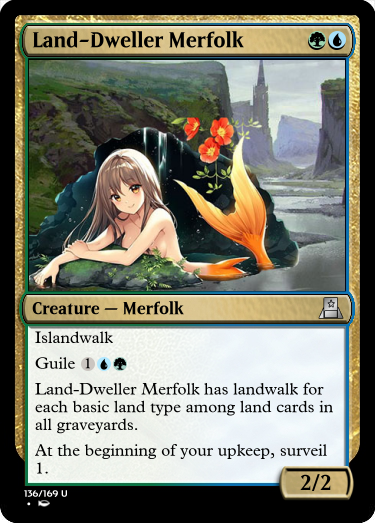 Land-Dweller Merfolk
Creature — Merfolk
Islandwalk
Guile 1
Land-Dweller Merfolk has landwalk for
each basic land type among land cards in
all graveyards.
At the beginning of your upkeep, surveil
1.
2/2
136/169 U